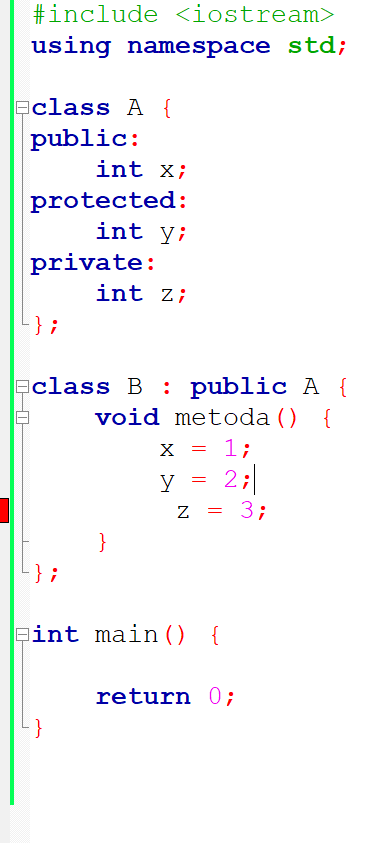 #include <iostream>
using namespace std;
class A {
public:
    int x;
protected:
    int y;
private:
    int z;
};
class B : public A {
    void metoda() {
        x = 1;
        y = 2;
         z = 3;
    }
};
int main() {
    return 0;
}